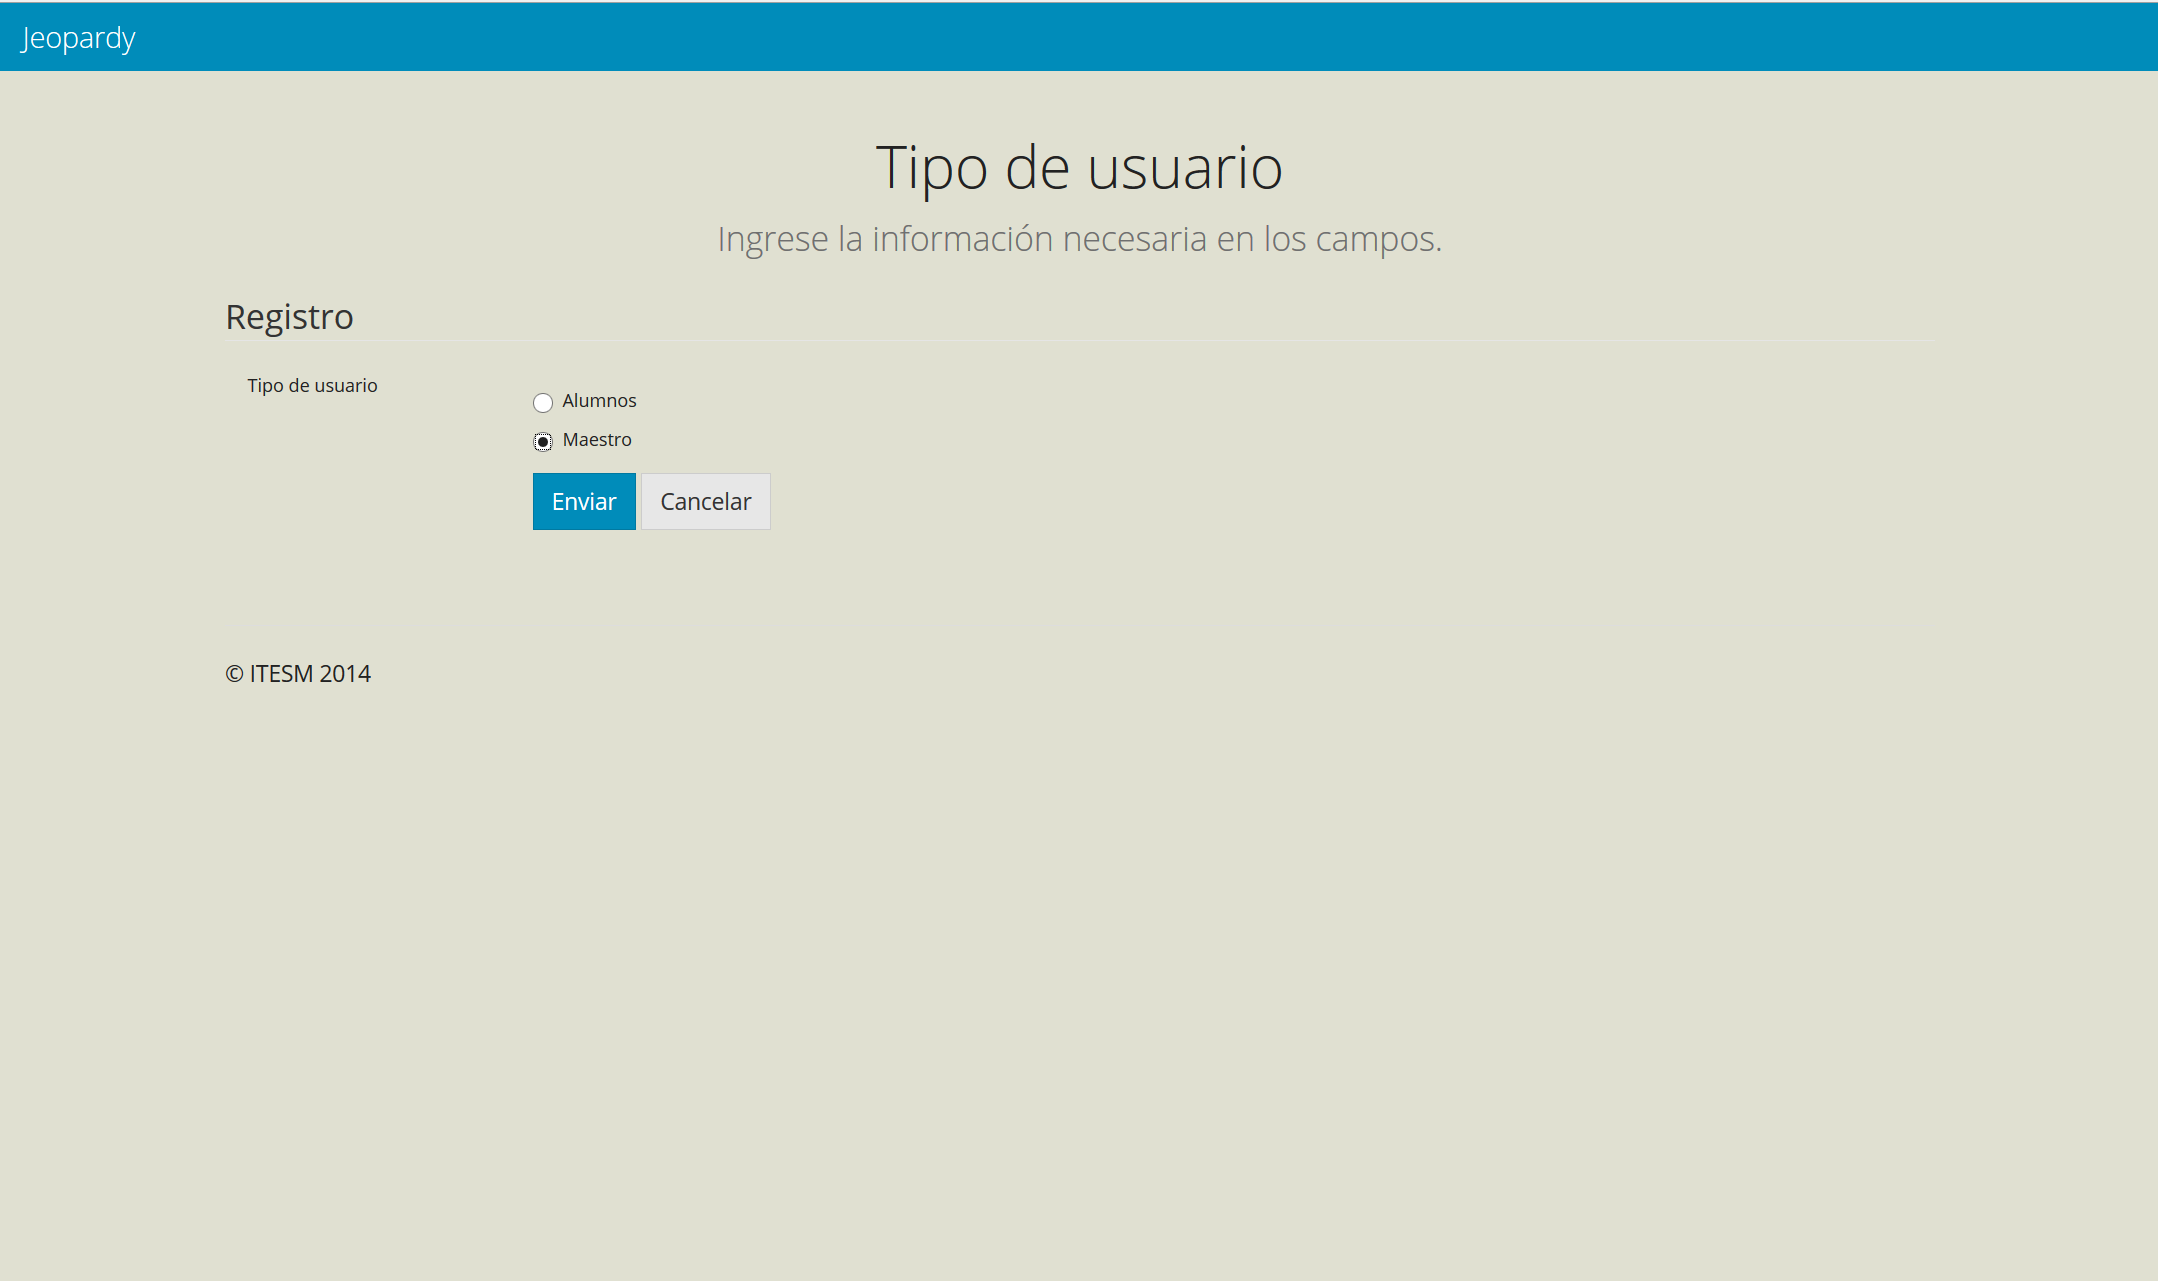 Jeopardy
Tipo de usuario
Ingrese la información necesaria en los campos.
Registro
Tipo de usuario
Alumnos
Maestro
Enviar Cancelar
© ITESM 2014